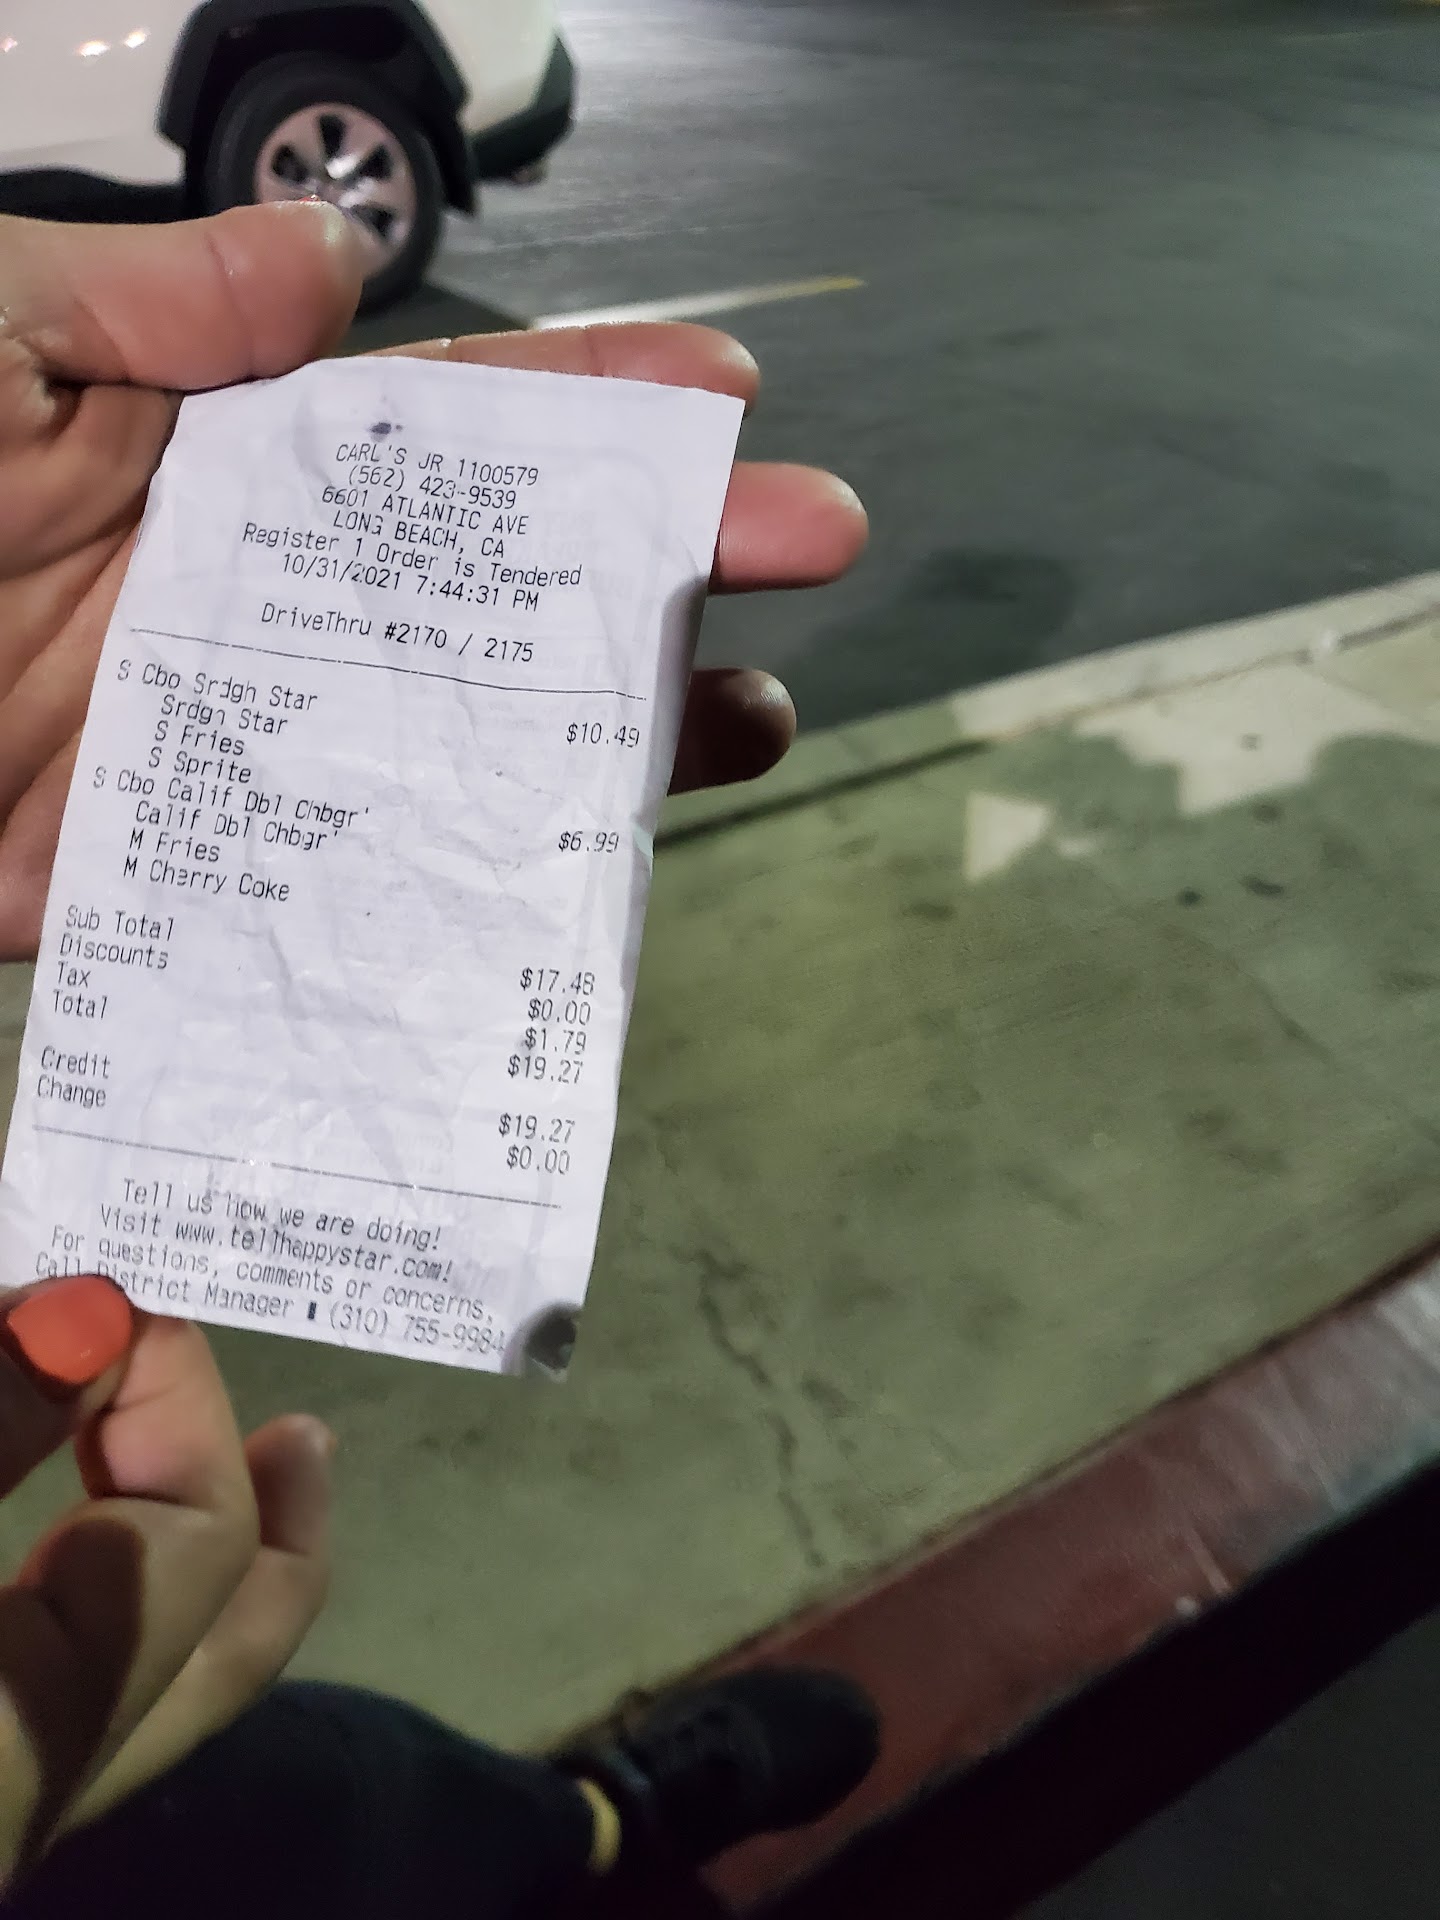 CARL'S JR 1100579
(562) 423-9539
6601 ATLANTIC AVE
LONG BEACH, CA
Register 1 Order is Tendered
10/31/2021 7:44:31 PM
DriveThru #2170 / 2175
S Cbo Srdgh Star $10.49
Srdgh Star
S Fries
S Sprite
S Cbo Calif Dbl Chbgr' $6.99
Calif Dbl Chbgr'
M Fries
M Cherry Coke
Sub Total $17.48
Discounts $0.00
Tax $1.79
Total $19.27
Credit $19.27
Change $0.00
Tell us how we are doing!
Visit www.tellhappystar.com!
For questions, comments or concerns,
Call District Manager (310) 755-9984